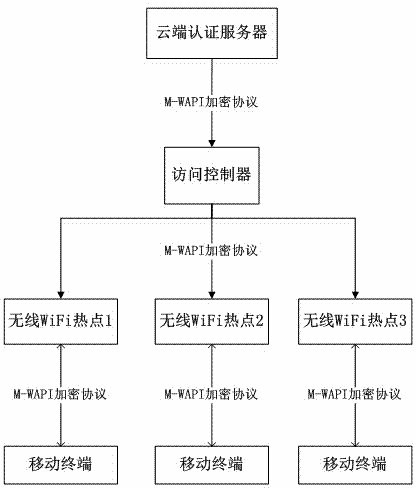 云端认证服务器
M-WAPI加密协议
访问控制器
M-WAPI加密协议
无线WiFi热点1
无线WiFi热点2
无线WiFi热点3
M-WAPI加密协议
M-WAPI加密协议
M-WAPI加密协议
移动终端
移动终端
移动终端